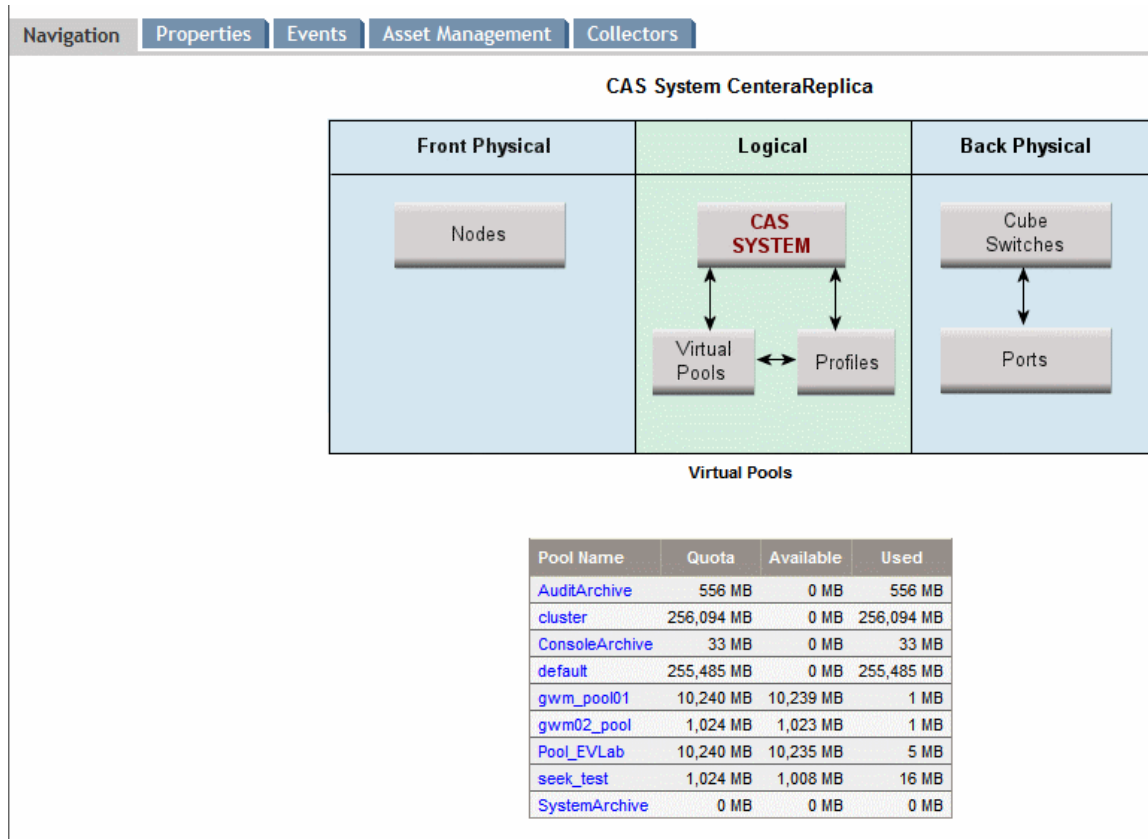 Navigation Properties Events Asset Management Collectors
CAS System CenteraReplica
Front Physical Logical Back Physical
Nodes
CAS
SYSTEM
Cube
Switches
Virtual
Pools
Profiles
Ports
Virtual Pools
Pool Name Quota Available Used
AuditArchive 556 MB 0 MB 556 MB
cluster 256,094 MB 0 MB 256,094 MB
ConsoleArchive 33 MB 0 MB 33 MB
default 255,485 MB 0 MB 255,485 MB
gwm_pool01 10,240 MB 10,239 MB 1 MB
gwm02_pool 1,024 MB 1,023 MB 1 MB
Pool_EVLab 10,240 MB 10,235 MB 5 MB
seek_test 1,024 MB 1,008 MB 16 MB
SystemArchive 0 MB 0 MB 0 MB